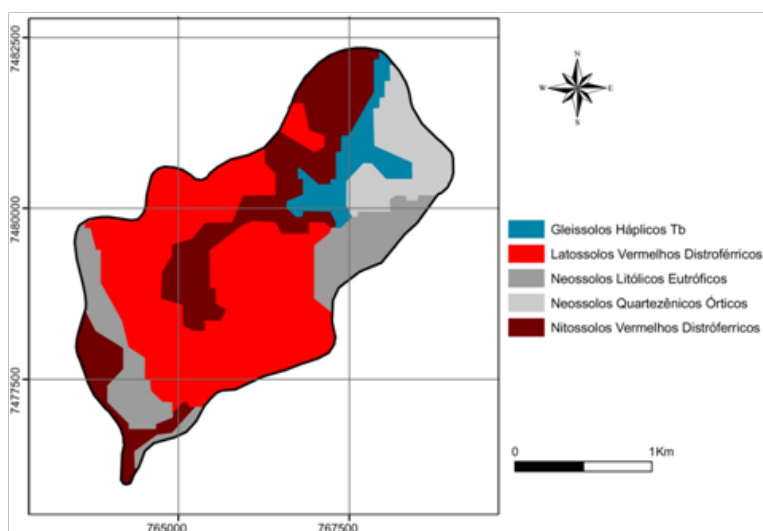 7482500
N
W
E
S
7480000
Gleissolos Háplicos Tb
Latossolos Vermelhos Distroférricos
Neossolos Litólicos Eutróficos
Neossolos Quartezênicos Órticos
Nitossolos Vermelhos Distróferricos
7477500
0
1Km
765000
767500